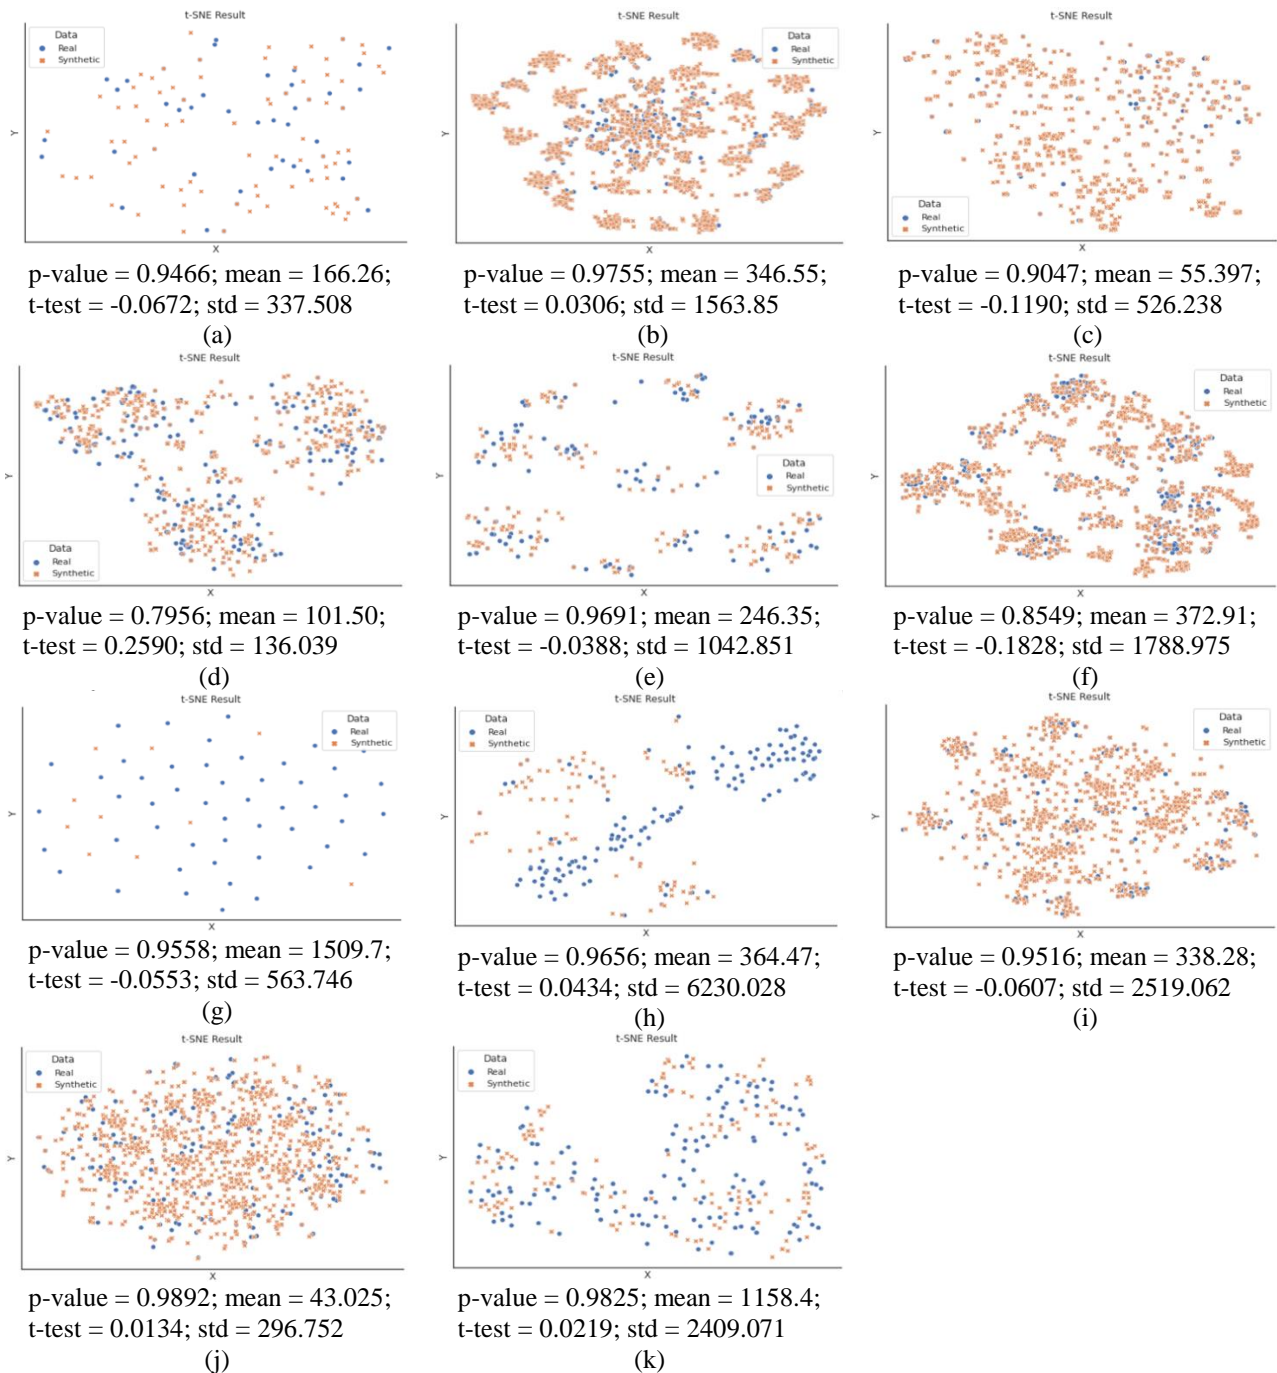 t-SNE Result
Data
Real
Synthetic
Y
X
p-value = 0.9466; mean = 166.26;
t-test = -0.0672; std = 337.508
(a)
t-SNE Result
Data
Real
Synthetic
Y
X
p-value = 0.9755; mean = 346.55;
t-test = 0.0306; std = 1563.85
(b)
t-SNE Result
Data
Real
Synthetic
Y
X
p-value = 0.9047; mean = 55.397;
t-test = -0.1190; std = 526.238
(c)
t-SNE Result
Data
Real
Synthetic
Y
X
p-value = 0.7956; mean = 101.50;
t-test = 0.2590; std = 136.039
(d)
t-SNE Result
Data
Real
Synthetic
Y
X
p-value = 0.9691; mean = 246.35;
t-test = -0.0388; std = 1042.851
(e)
t-SNE Result
Data
Real
Synthetic
Y
X
p-value = 0.8549; mean = 372.91;
t-test = -0.1828; std = 1788.975
(f)
t-SNE Result
Data
Real
Synthetic
Y
X
p-value = 0.9558; mean = 1509.7;
t-test = -0.0553; std = 563.746
(g)
t-SNE Result
Data
Real
Synthetic
Y
X
p-value = 0.9656; mean = 364.47;
t-test = 0.0434; std = 6230.028
(h)
t-SNE Result
Data
Real
Synthetic
Y
X
p-value = 0.9516; mean = 338.28;
t-test = -0.0607; std = 2519.062
(i)
t-SNE Result
Data
Real
Synthetic
Y
X
p-value = 0.9892; mean = 43.025;
t-test = 0.0134; std = 296.752
(j)
t-SNE Result
Data
Real
Synthetic
Y
X
p-value = 0.9825; mean = 1158.4;
t-test = 0.0219; std = 2409.071
(k)